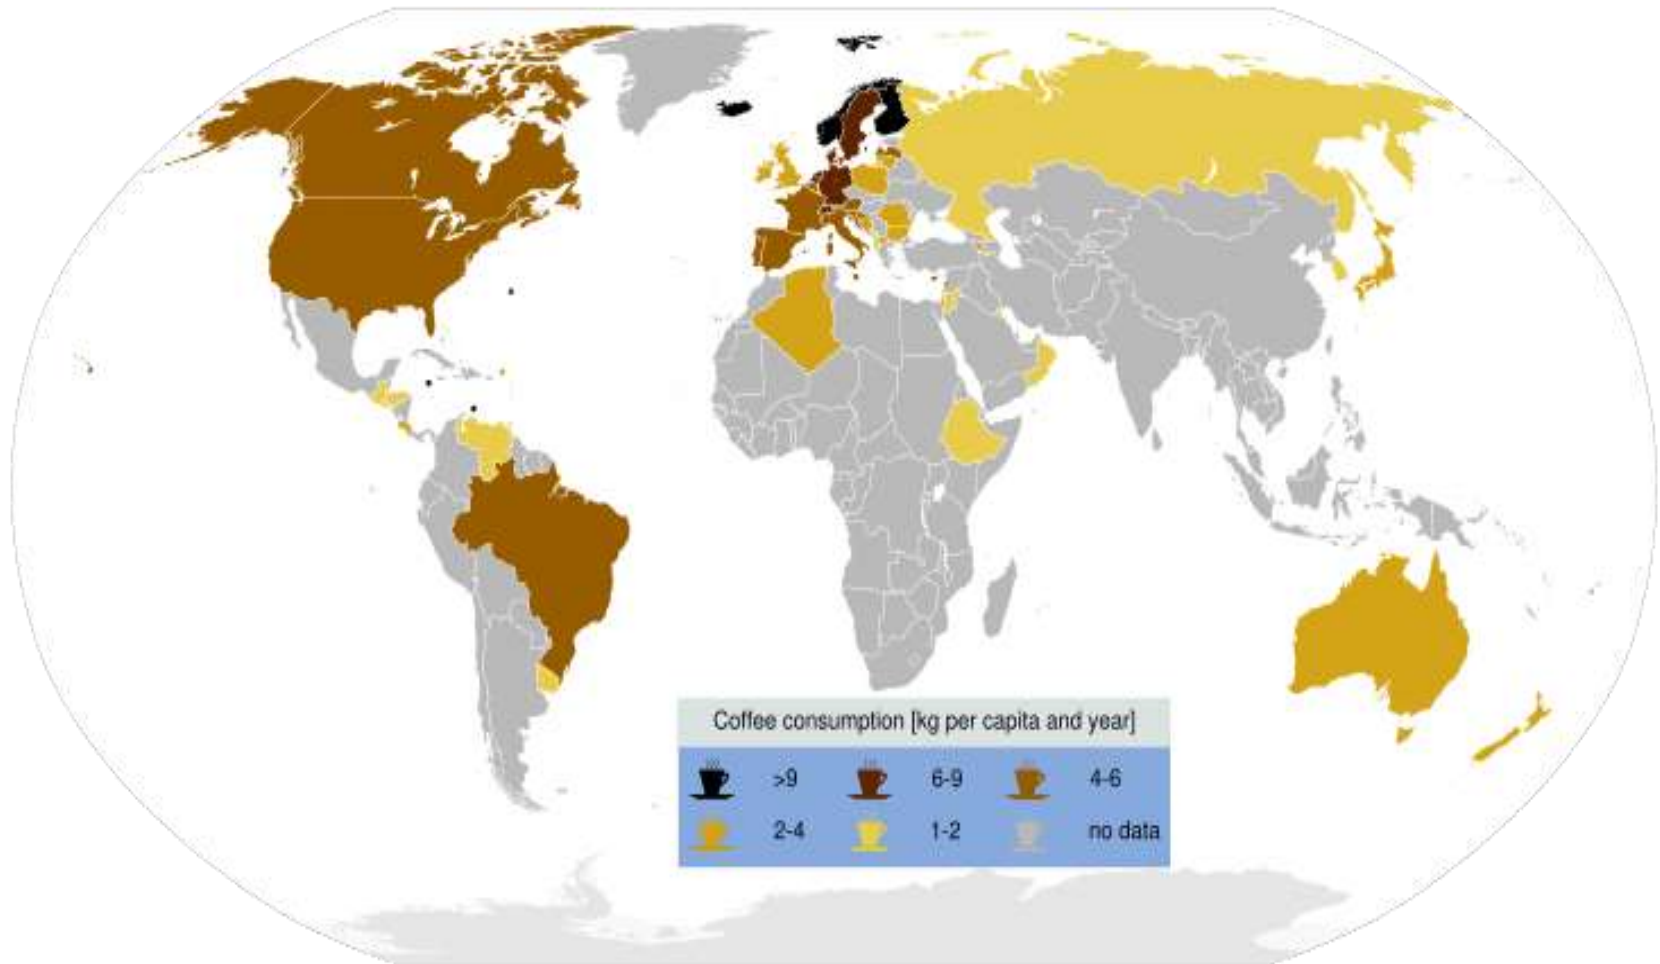 Coffee consumption [kg per capita and year]
>9 6-9 4-6
2-4 1-2 no data